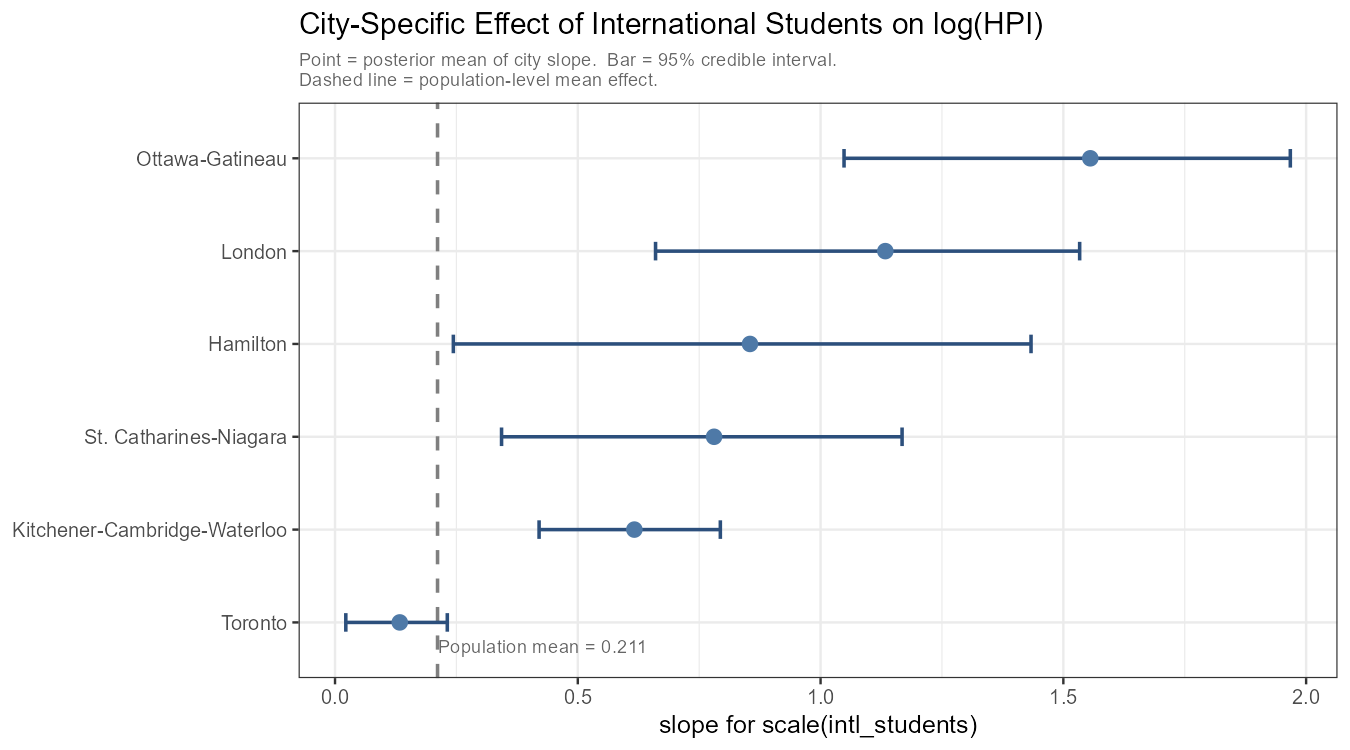 City-Specific Effect of International Students on log(HPI)
Point = posterior mean of city slope.  Bar = 95% credible interval.
Dashed line = population-level mean effect.
Ottawa-Gatineau
London
Hamilton
St. Catharines-Niagara
Kitchener-Cambridge-Waterloo
Toronto
Population mean = 0.211
0.0 0.5 1.0 1.5 2.0
slope for scale(intl_students)